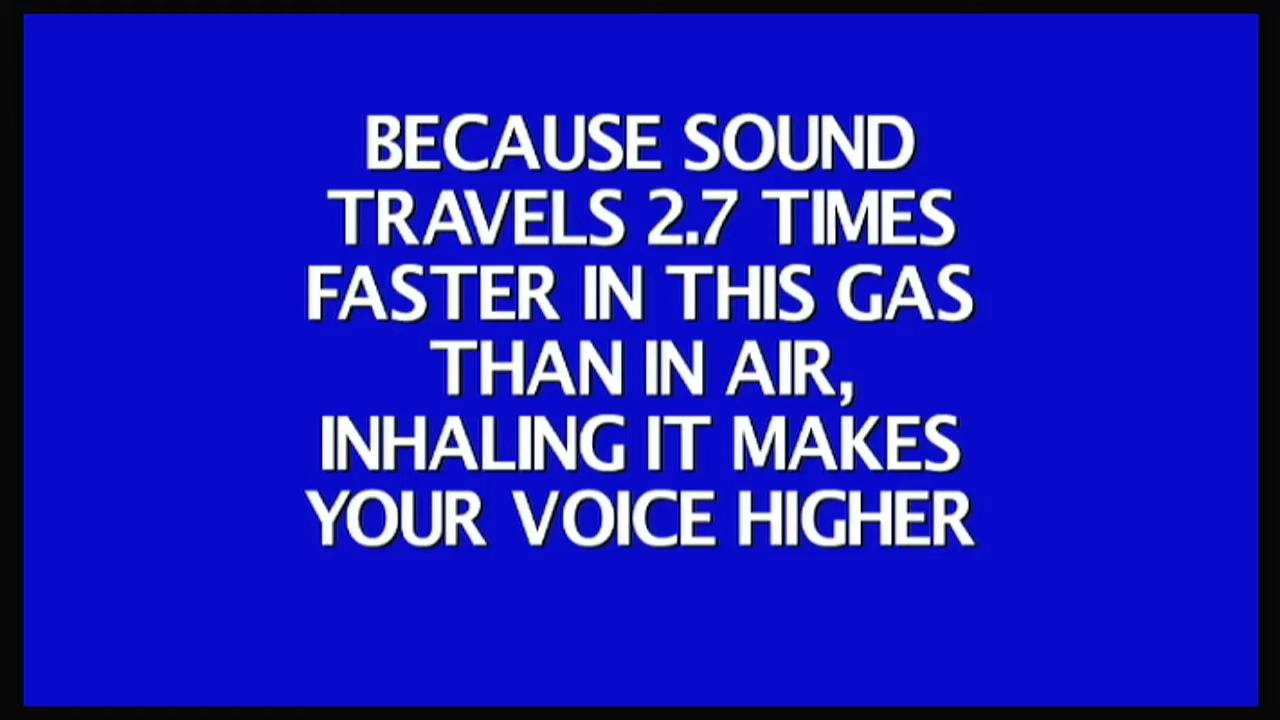 BECAUSE SOUND
TRAVELS 2.7 TIMES
FASTER IN THIS GAS
THAN IN AIR,
INHALING IT MAKES
YOUR VOICE HIGHER